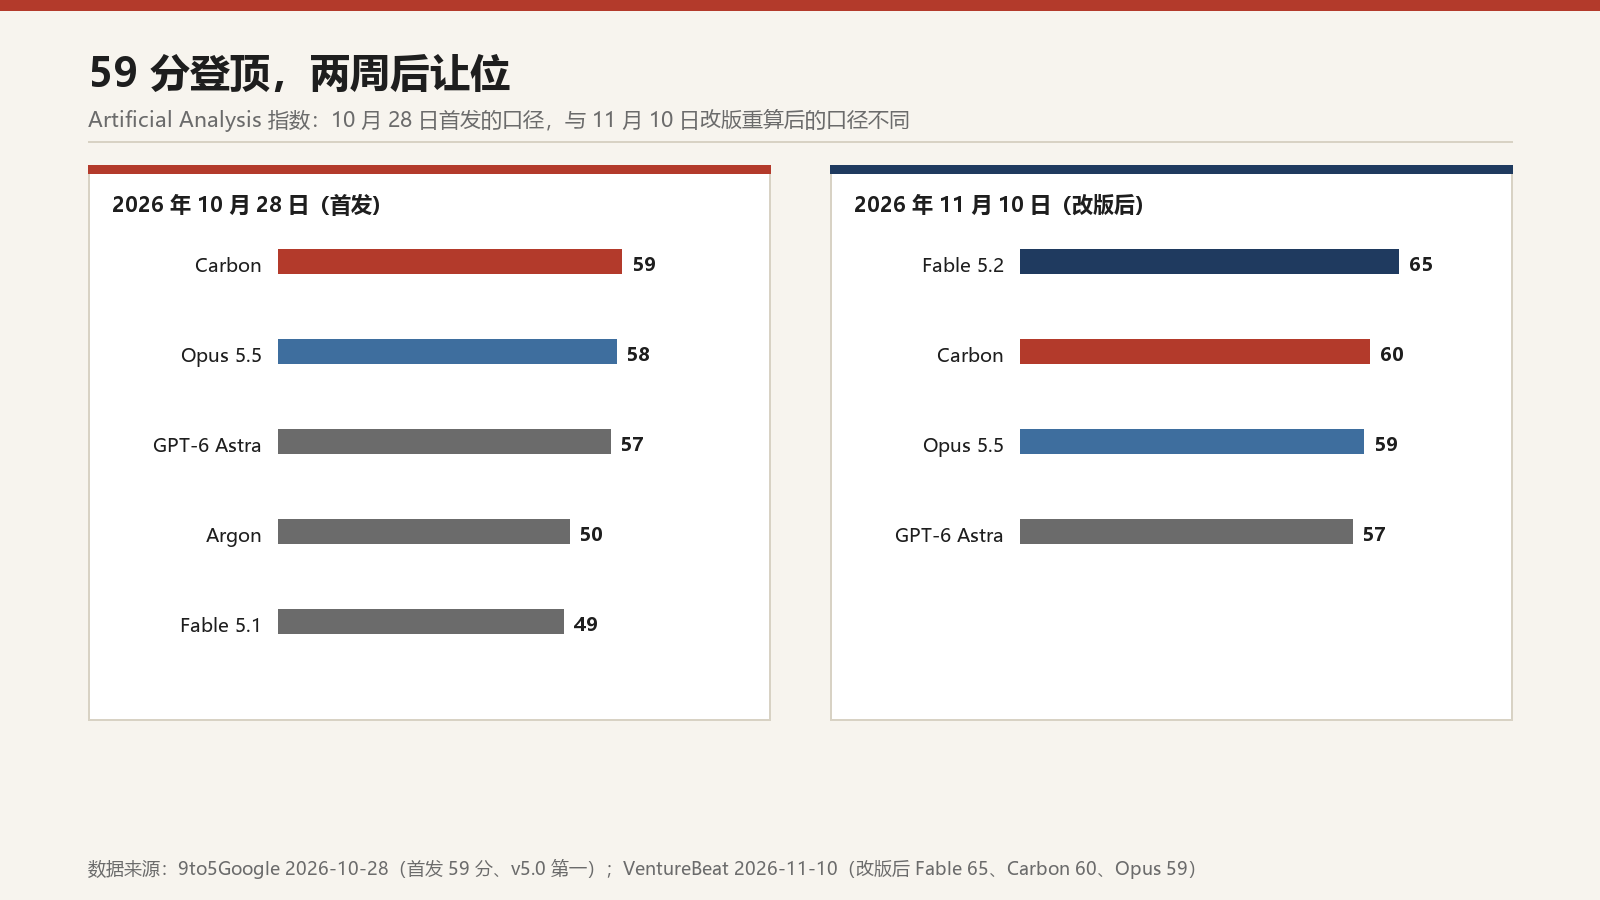 59 分登顶，两周后让位
Artificial Analysis 指数：10 月 28 日首发的口径，与 11 月 10 日改版重算后的口径不同
2026 年 10 月 28 日（首发）
Carbon 59
Opus 5.5 58
GPT-6 Astra 57
Argon 50
Fable 5.1 49
2026 年 11 月 10 日（改版后）
Fable 5.2 65
Carbon 60
Opus 5.5 59
GPT-6 Astra 57
数据来源：9to5Google 2026-10-28（首发 59 分、v5.0 第一）；VentureBeat 2026-11-10（改版后 Fable 65、Carbon 60、Opus 59）